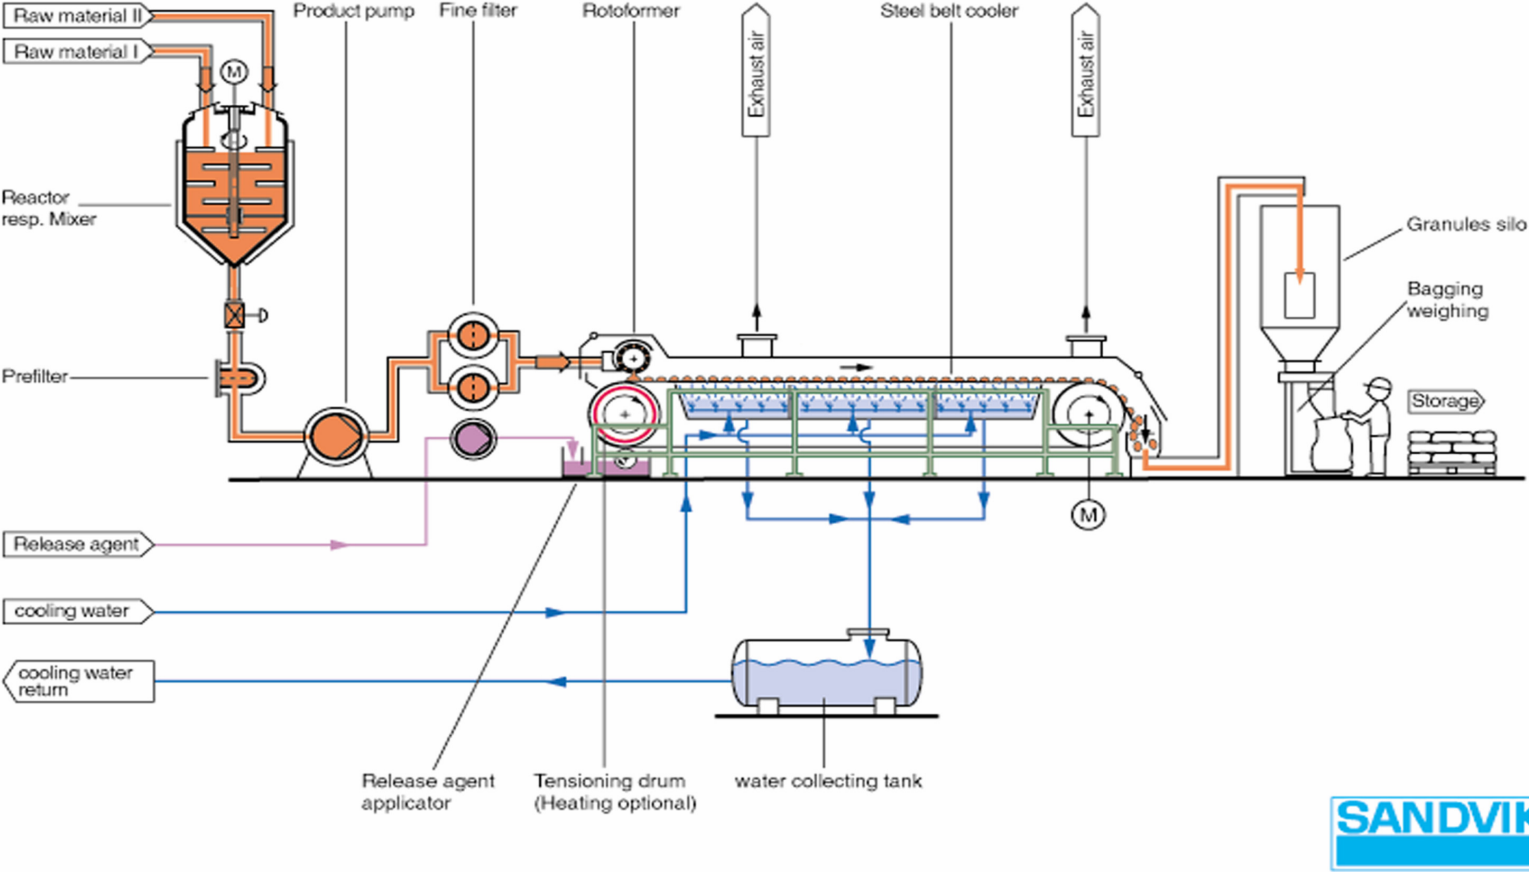 Raw material II
Product pump
Fine filter
Rotoformer
Steel belt cooler
Raw material I
M
Exhaust air
Exhaust air
Reactor
resp. Mixer
Granules silo
Bagging
weighing
Prefilter
Storage
M
Release agent
cooling water
cooling water
return
Release agent
applicator
Tensioning drum
(Heating optional)
water collecting tank
SANDVIK